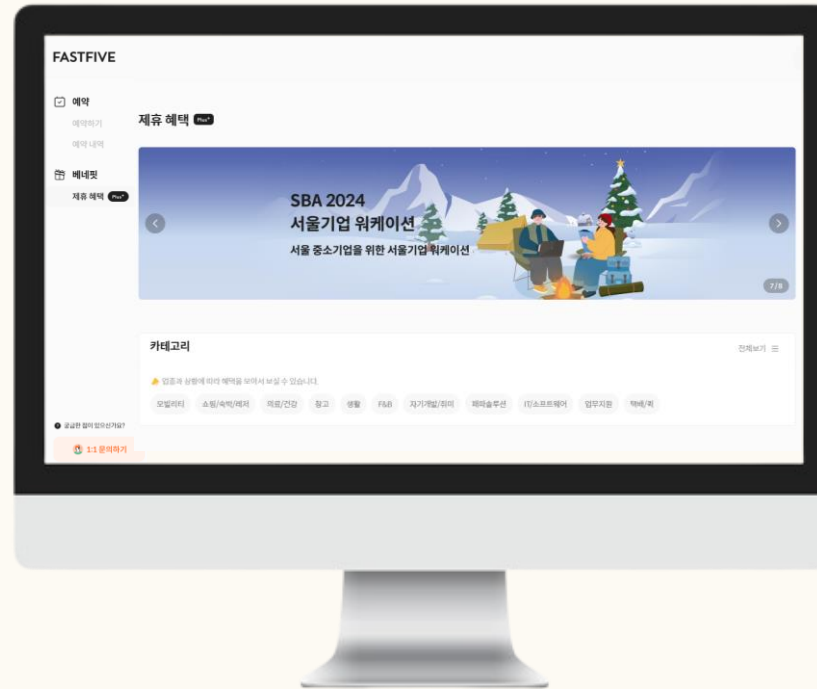 FASTFIVE
예약
예약하기
예약 내역
베네핏
제휴 혜택 Plus+
궁금한 점이 있으신가요?
1:1 문의하기
제휴 혜택 Plus+
SBA 2024
서울기업 워케이션
서울 중소기업을 위한 서울기업 워케이션
7/8
카테고리
전체보기
업종과 상황에 따라 혜택을 모아서 보실 수 있습니다.
모빌리티 쇼핑/숙박/레저 의료/건강 창고 생활 F&B 자기개발/취미 패파솔루션 IT/소프트웨어 업무지원 택배/퀵